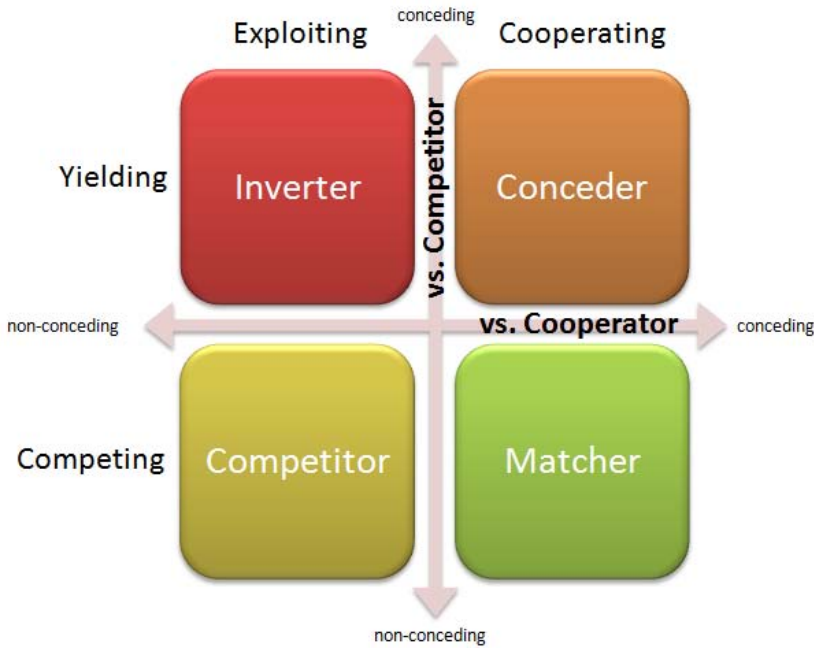 conceding
Exploiting
Cooperating
vs. Competitor
Yielding
Inverter
Conceder
non-conceding
vs. Cooperator
conceding
Competing
Competitor
Matcher
non-conceding